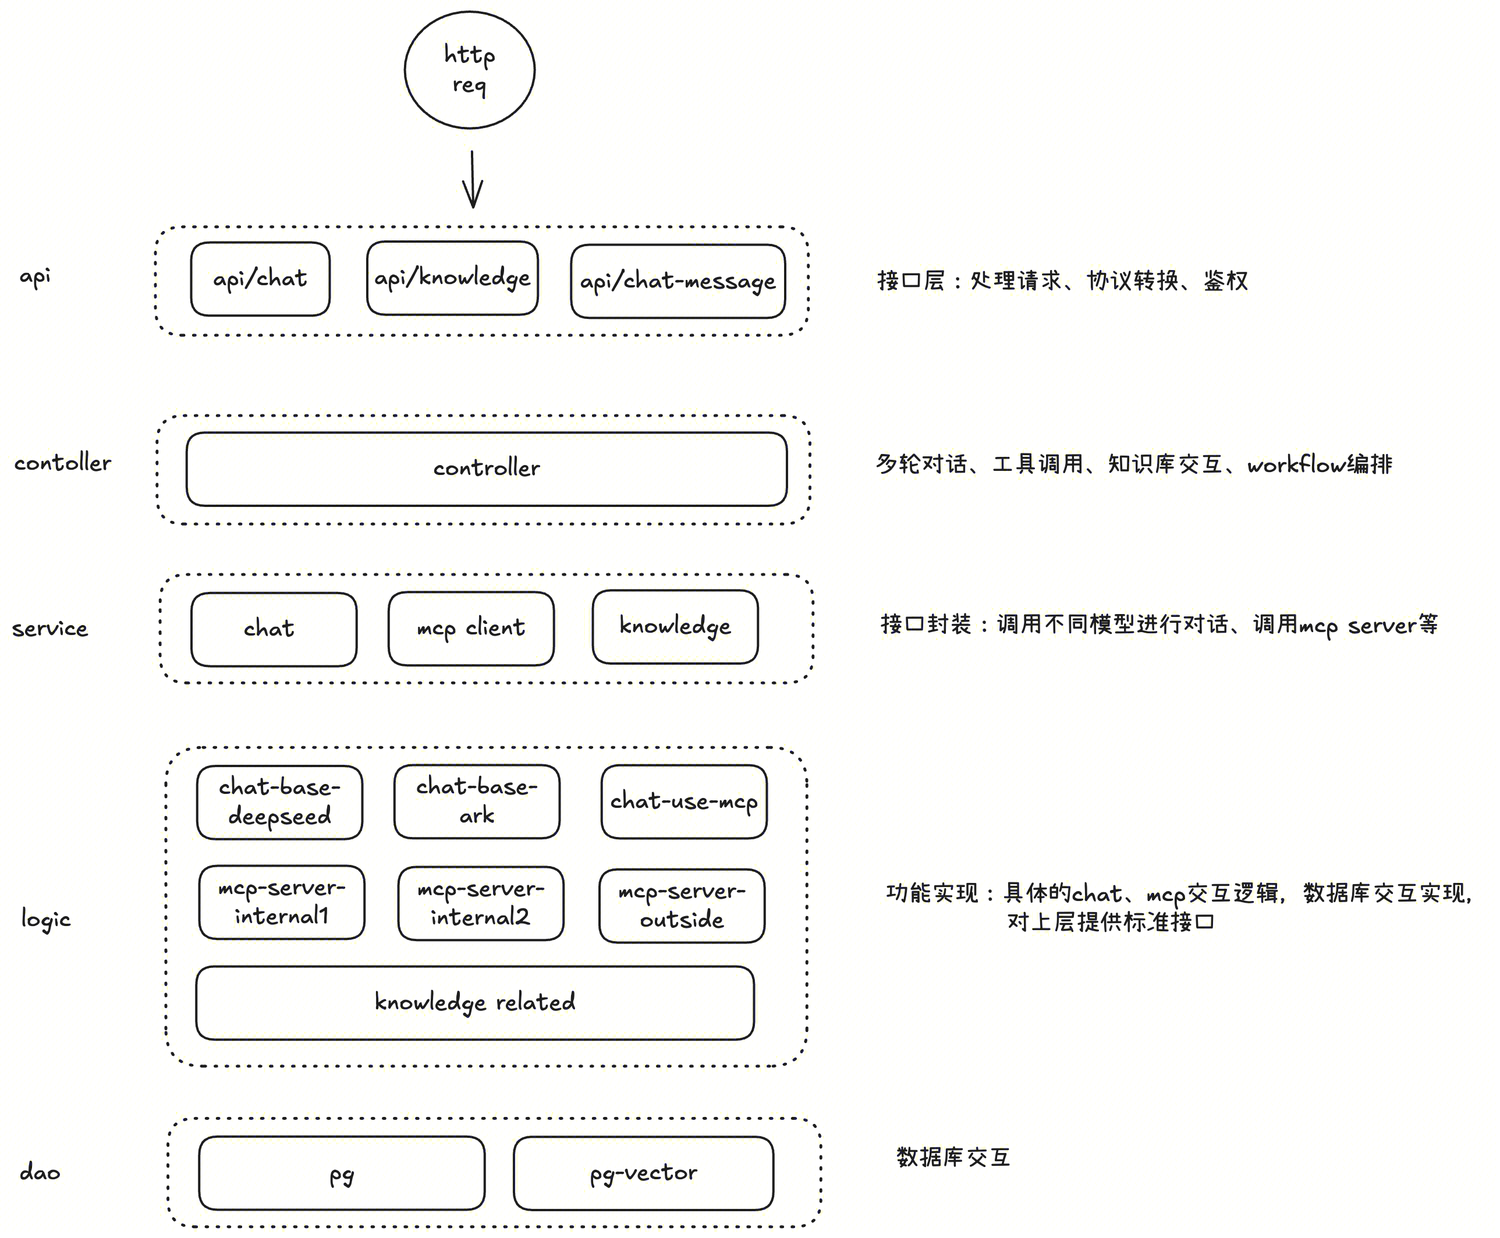 http
req
api
api/chat
api/knowledge
api/chat-message
接口层：处理请求、协议转换、鉴权
contoller
controller
多轮对话、工具调用、知识库交互、workflow编排
service
chat
mcp client
knowledge
接口封装：调用不同模型进行对话、调用mcp server等
logic
chat-base-
deepseed
chat-base-
ark
chat-use-mcp
mcp-server-
internal1
mcp-server-
internal2
mcp-server-
outside
knowledge related
功能实现：具体的chat、mcp交互逻辑，数据库交互实现，
对上层提供标准接口
dao
pg
pg-vector
数据库交互